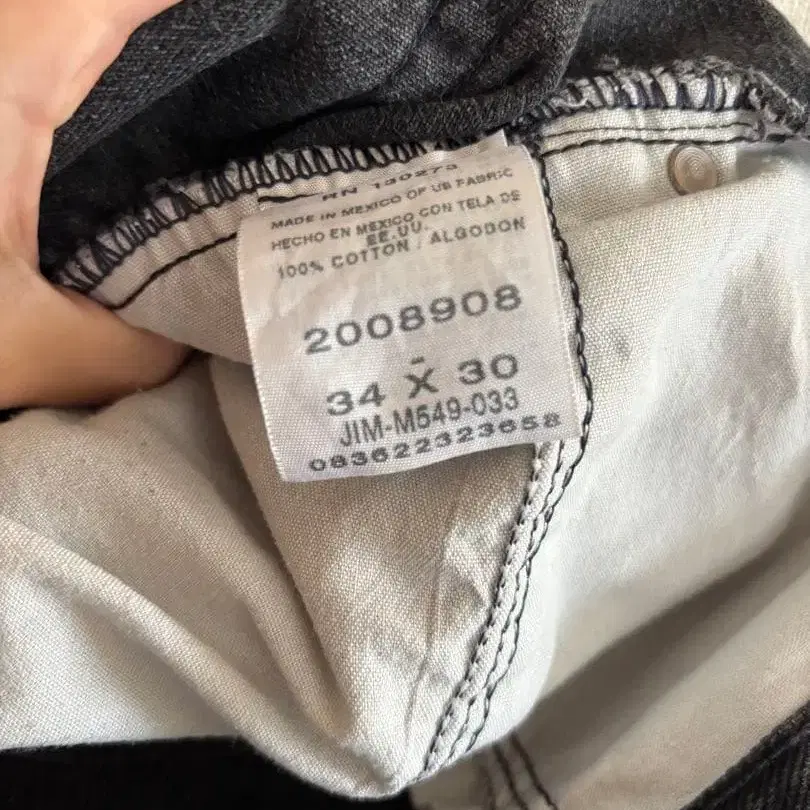 RN 130273
MADE IN MEXICO OF US FABRIC
HECHO EN MEXICO CON TELA DE
EE.UU.
100% COTTON / ALGODON
2008908
-
34 X 30
JIM-M549-033
083622323658